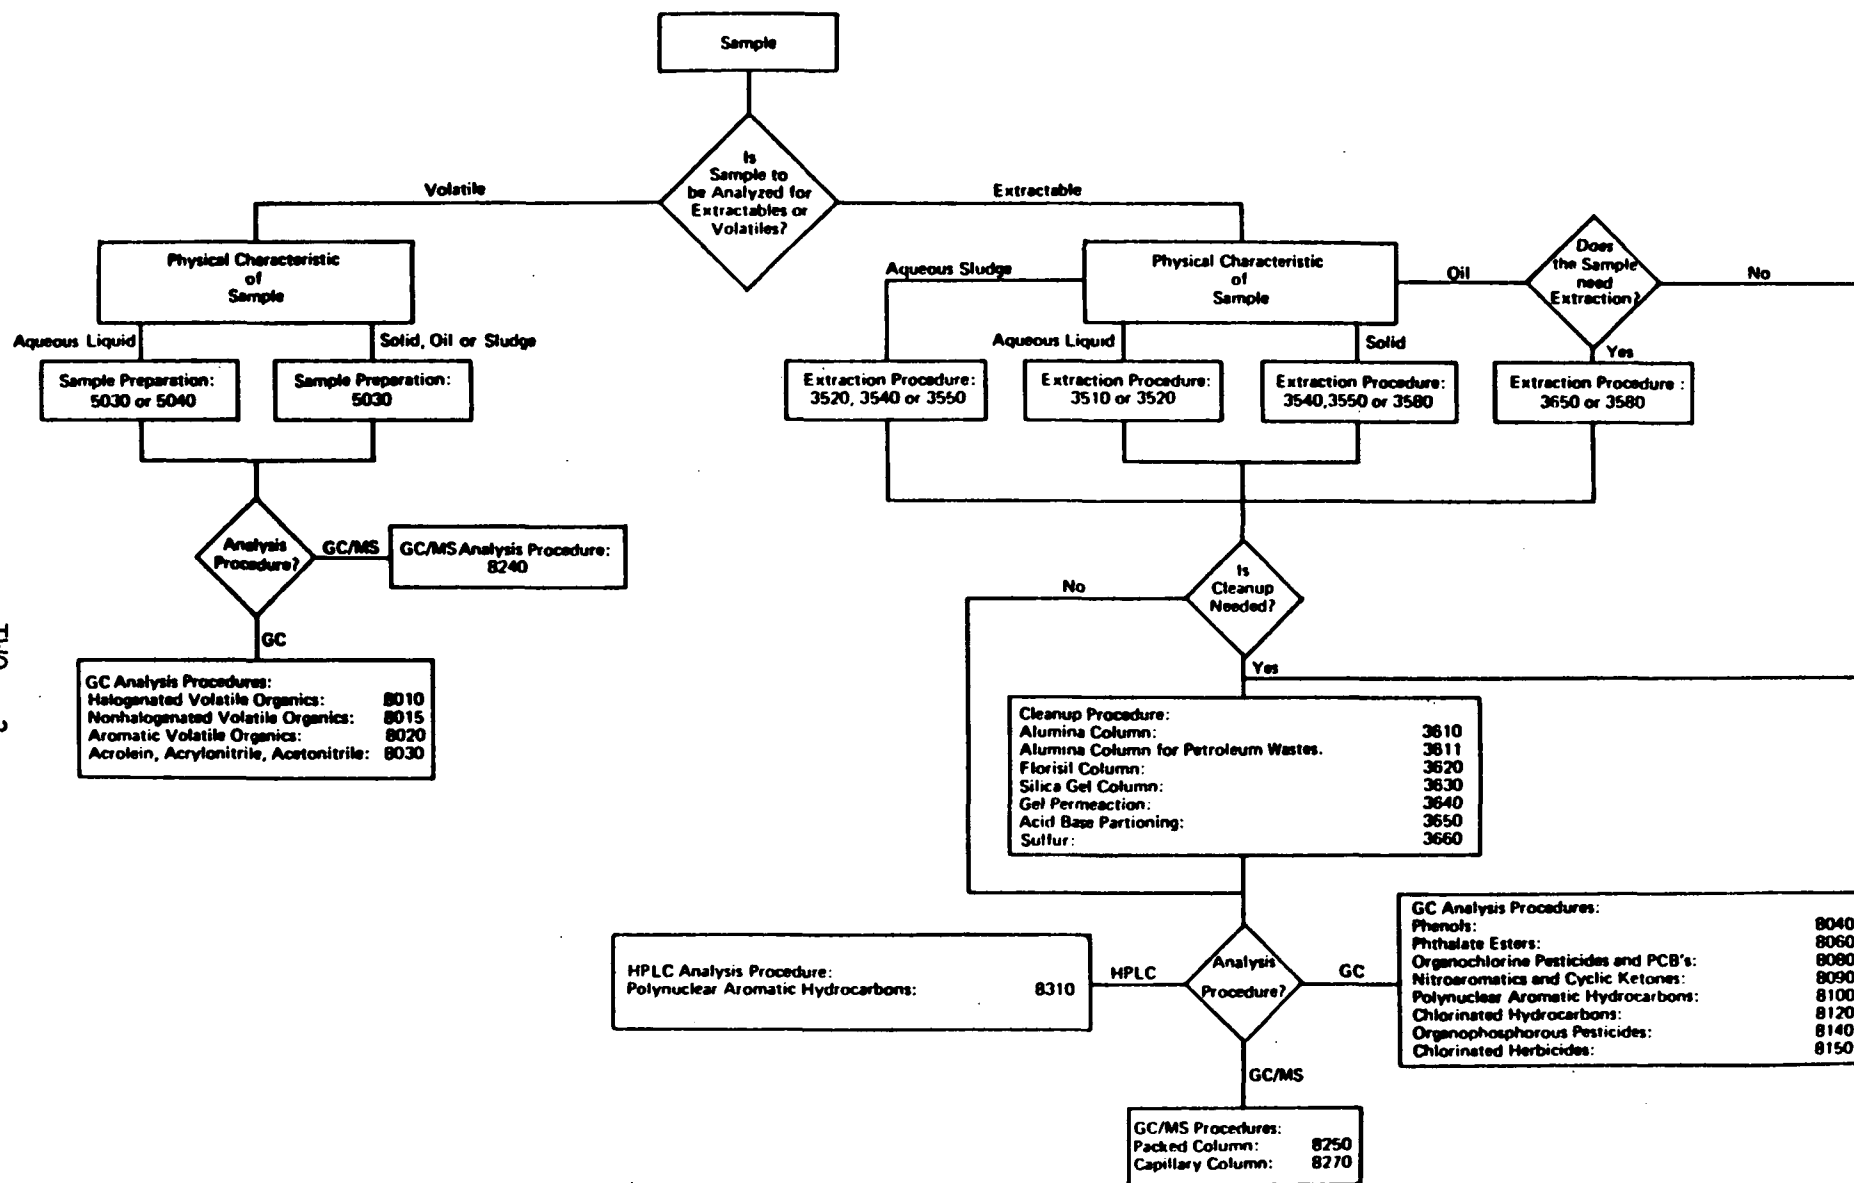 Sample
Is
Sample to
be Analyzed for
Extractables or
Volatiles?
Volatile
Extractable
Physical Characteristic
of
Sample
Aqueous Liquid
Solid, Oil or Sludge
Sample Preparation:
5030 or 5040
Sample Preparation:
5030
Analysis
Procedure?
GC/MS
GC/MS Analysis Procedure:
8240
GC
GC Analysis Procedures:
Halogenated Volatile Organics: 8010
Nonhalogenated Volatile Organics: 8015
Aromatic Volatile Organics: 8020
Acrolein, Acrylonitrile, Acetonitrile: 8030
Physical Characteristic
of
Sample
Aqueous Sludge
Aqueous Liquid
Solid
Oil
Does
the Sample
need
Extraction?
No
Yes
Extraction Procedure:
3520, 3540 or 3550
Extraction Procedure:
3510 or 3520
Extraction Procedure:
3540,3550 or 3580
Extraction Procedure :
3650 or 3580
Is
Cleanup
Needed?
No
Yes
Cleanup Procedure:
Alumina Column: 3610
Alumina Column for Petroleum Wastes. 3611
Florisil Column: 3620
Silica Gel Column: 3630
Gel Permeaction: 3640
Acid Base Partioning: 3650
Sulfur: 3660
Analysis
Procedure?
HPLC
HPLC Analysis Procedure:
Polynuclear Aromatic Hydrocarbons: 8310
GC
GC Analysis Procedures:
Phenols: 8040
Phthalate Esters: 8060
Organochlorine Pesticides and PCB's: 8080
Nitroaromatics and Cyclic Ketones: 8090
Polynuclear Aromatic Hydrocarbons: 8100
Chlorinated Hydrocarbons: 8120
Organophosphorous Pesticides: 8140
Chlorinated Herbicides: 8150
GC/MS
GC/MS Procedures:
Packed Column: 8250
Capillary Column: 8270